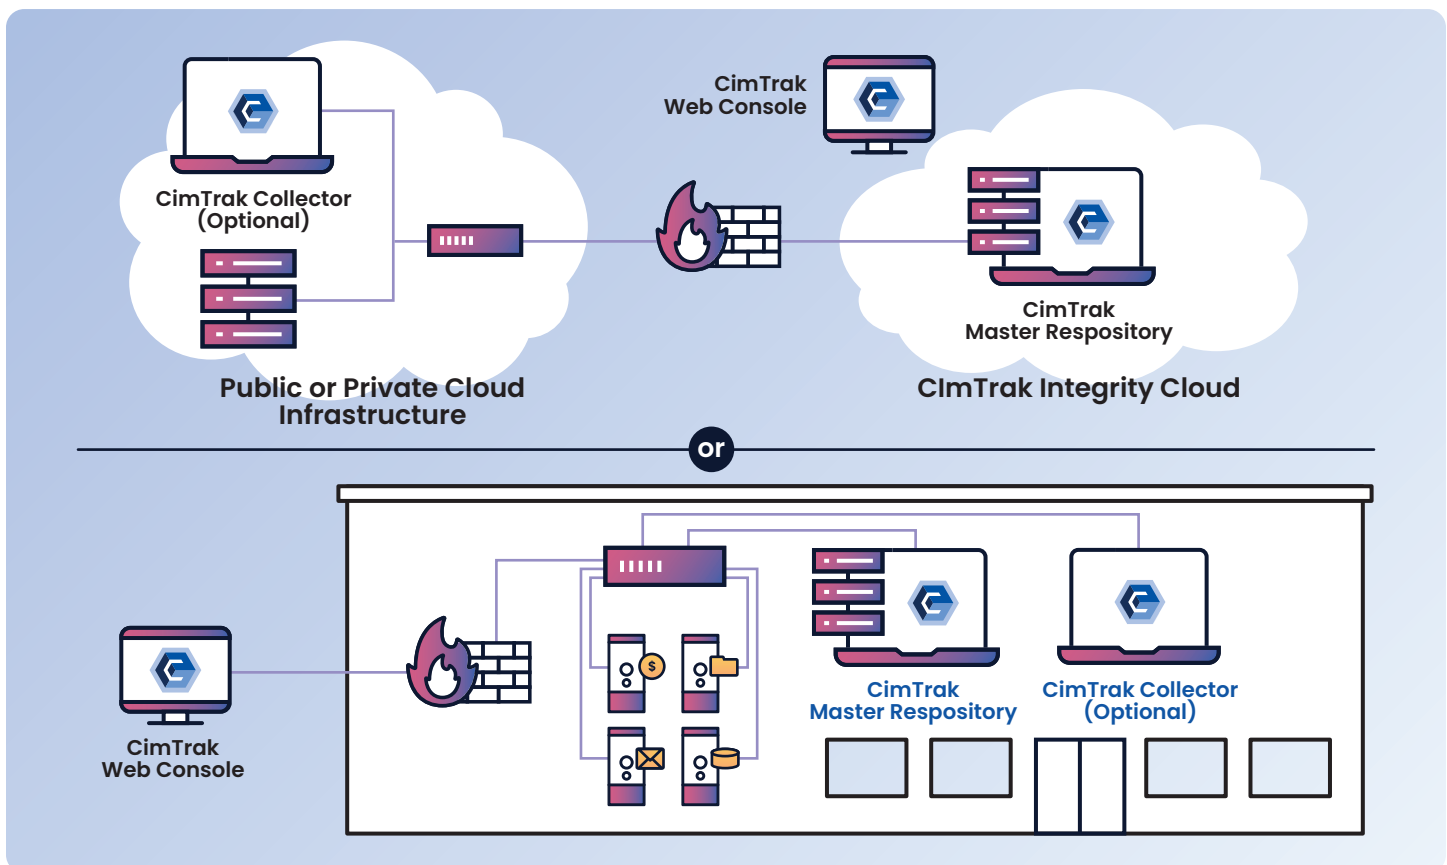 CimTrak
Web Console
CimTrak Collector
(Optional)
CimTrak
Master Respository
Public or Private Cloud
Infrastructure
CImTrak Integrity Cloud
or
$
CimTrak
Master Respository
CimTrak Collector
(Optional)
CimTrak
Web Console